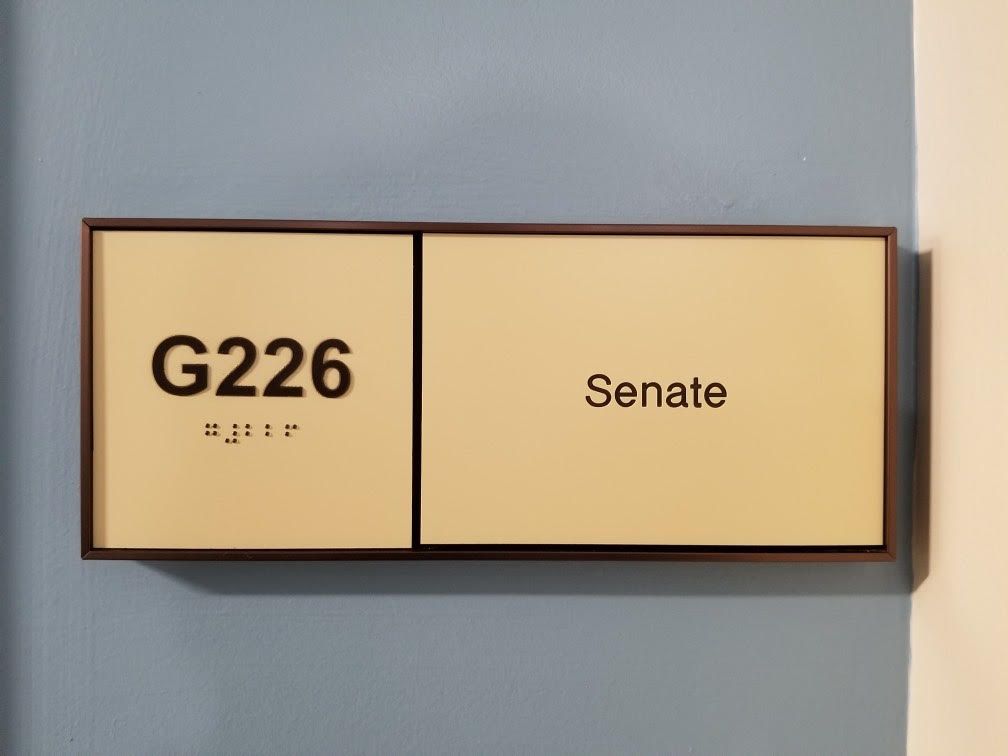 G226
⠛⠼⠃⠃⠋
Senate